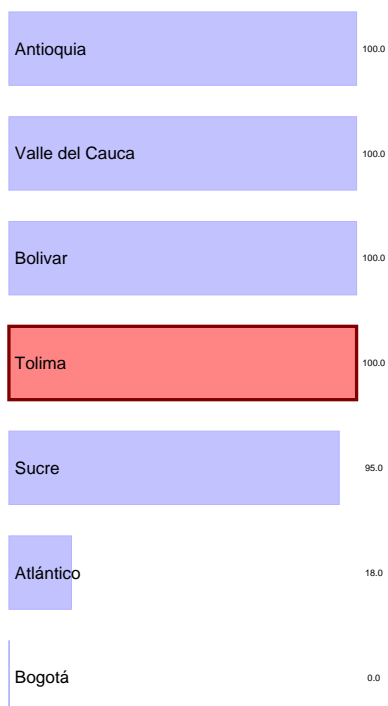 Antioquia 100.0
Valle del Cauca 100.0
Bolivar 100.0
Tolima 100.0
Sucre 95.0
Atlántico 18.0
Bogotá 0.0